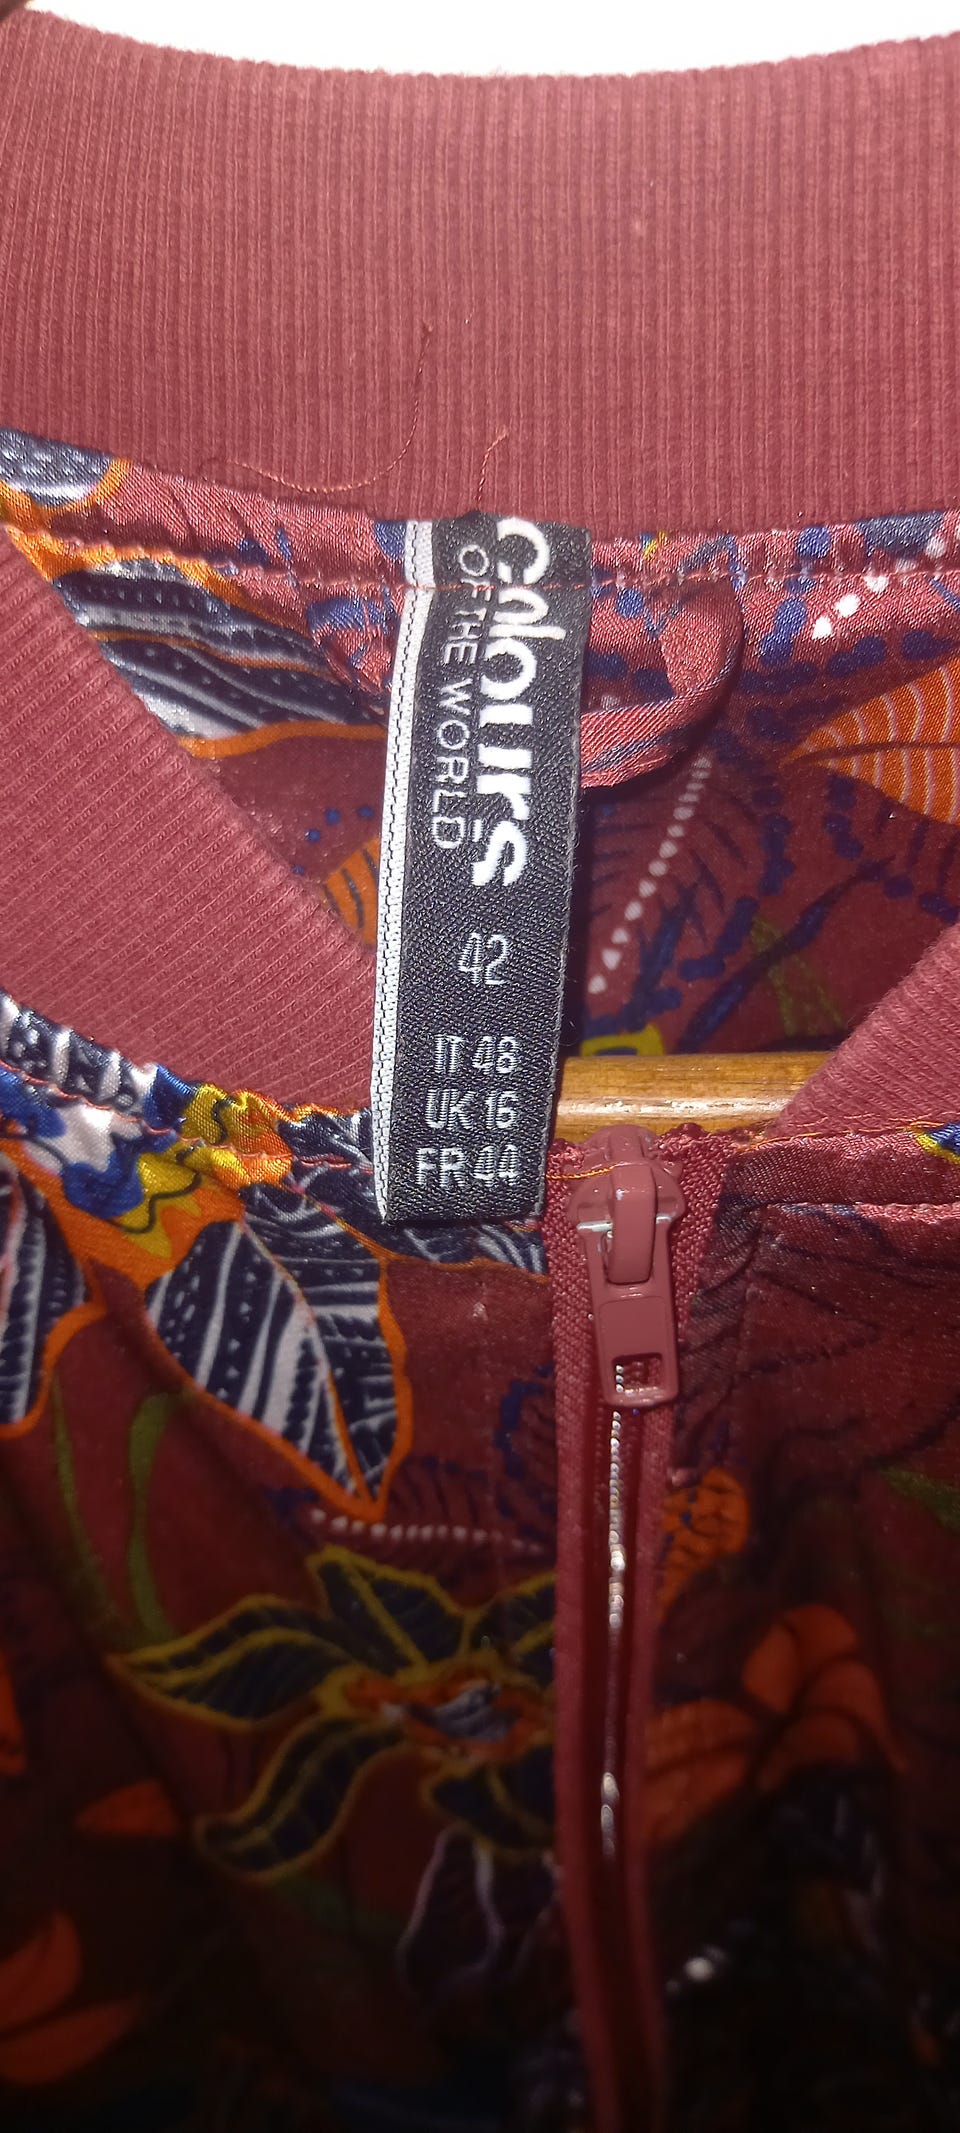 colours
OF THE WORLD
42
IT 48
UK 16
FR 44